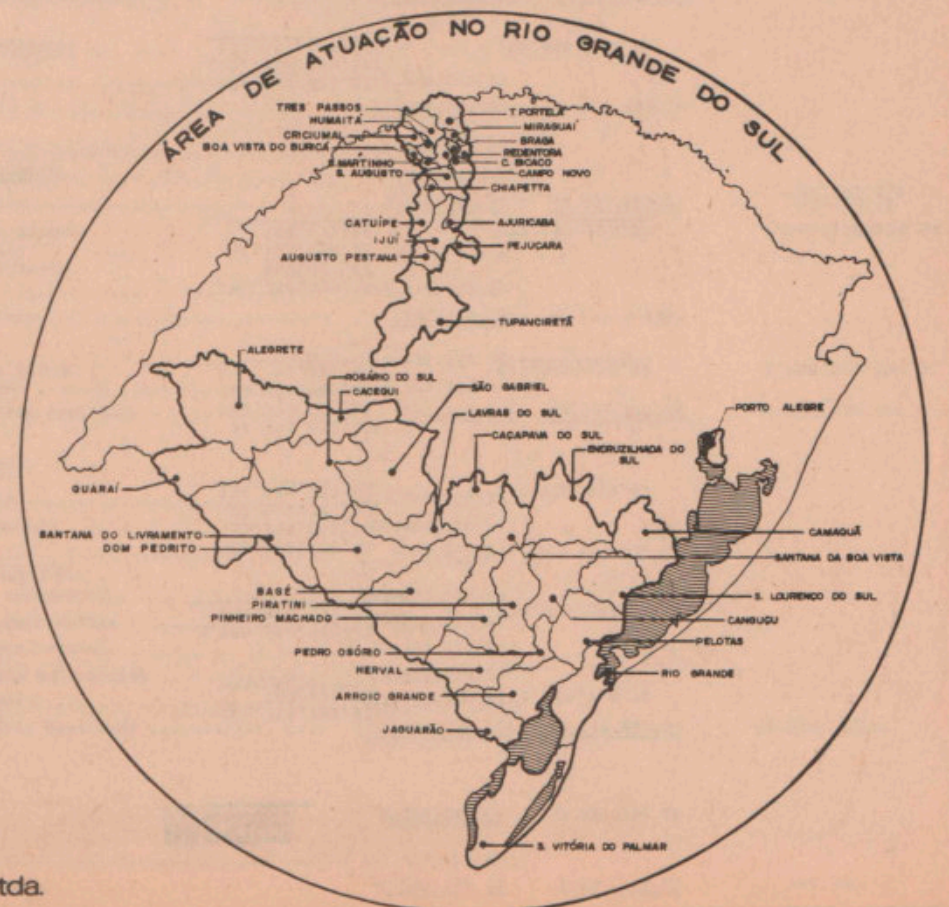 ÁREA DE ATUAÇÃO NO RIO GRANDE DO SUL
TRES PASSOS
HUMAITÁ
CRICIUMAL
BOA VISTA DO BURICÁ
S. MARTINHO
S. AUGUSTO
T. PORTELA
MIRAGUAÍ
BRAGA
REDENTORA
C. BICACO
CAMPO NOVO
CHIAPETTA
CATUÍPE
IJUÍ
AUGUSTO PESTANA
AJURICABA
PEJUÇARA
TUPANCIRETÃ
ALEGRETE
ROSÁRIO DO SUL
CACEQUI
SÃO GABRIEL
LAVRAS DO SUL
CAÇAPAVA DO SUL
ENCRUZILHADA DO
SUL
PORTO ALEGRE
QUARAÍ
SANTANA DO LIVRAMENTO
DOM PEDRITO
CAMAQUÃ
SANTANA DA BOA VISTA
BAGÉ
PIRATINI
PINHEIRO MACHADO
S. LOURENÇO DO SUL
CANGUÇU
PELOTAS
PEDRO OSÓRIO
HERVAL
RIO GRANDE
ARROIO GRANDE
JAGUARÃO
S. VITÓRIA DO PALMAR
tda.